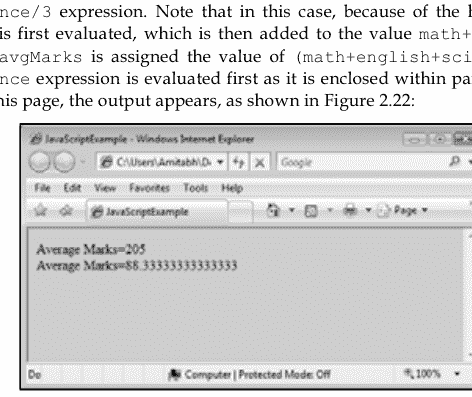 nce/3 expression. Note that in this case, because of the h
is first evaluated, which is then added to the value math+
avgMarks is assigned the value of (math+english+sci
nce expression is evaluated first as it is enclosed within pa
his page, the output appears, as shown in Figure 2.22:
JavaScriptExample - Windows Internet Explorer
C:\Users\Amitabh\D
Google
File Edit View Favorites Tools Help
JavaScriptExample
Page
Average Marks=205
Average Marks=88.33333333333333
Do
Computer | Protected Mode: Off
100%